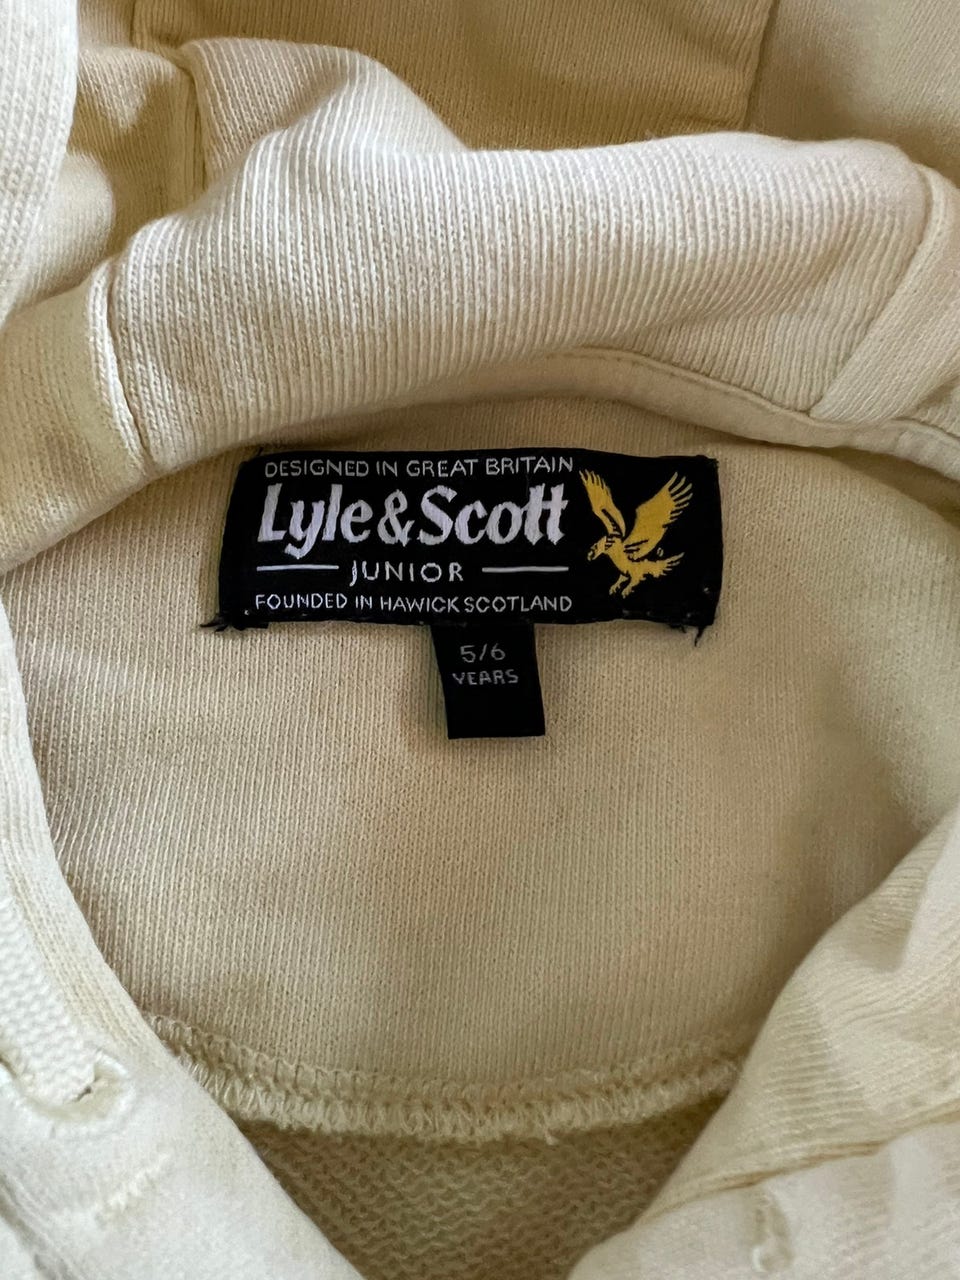 DESIGNED IN GREAT BRITAIN
Lyle&Scott
JUNIOR
FOUNDED IN HAWICK SCOTLAND
5/6
YEARS